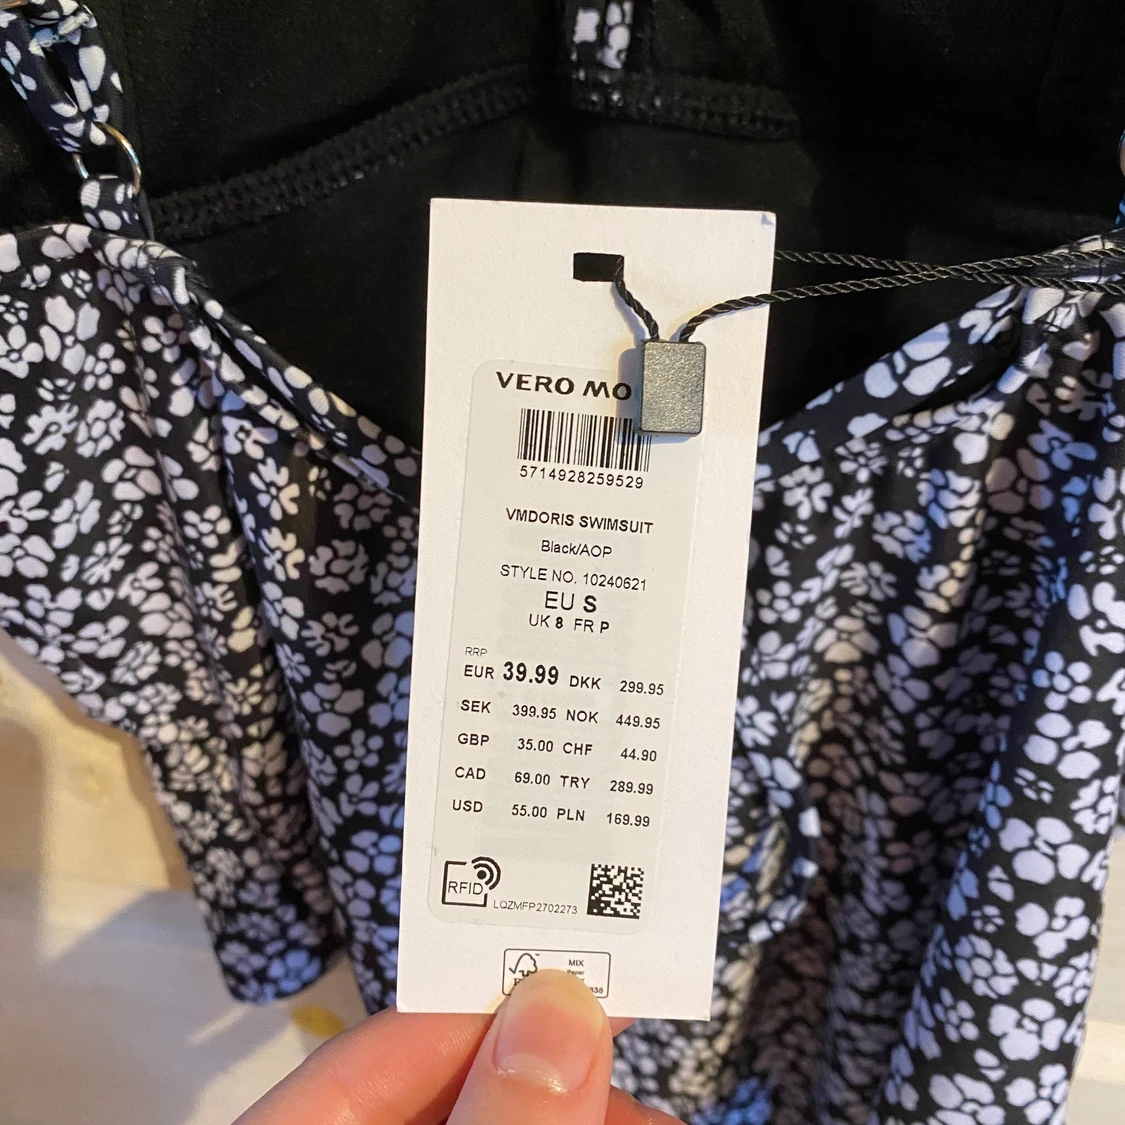 VERO MO
5714928259529
VMDORIS SWIMSUIT
Black/AOP
STYLE NO. 10240621
EU S
UK 8 FR P
RRP
EUR 39.99 DKK 299.95
SEK 399.95 NOK 449.95
GBP 35.00 CHF 44.90
CAD 69.00 TRY 289.99
USD 55.00 PLN 169.99
RFID
LQZMFP2702273
MIX
Paper